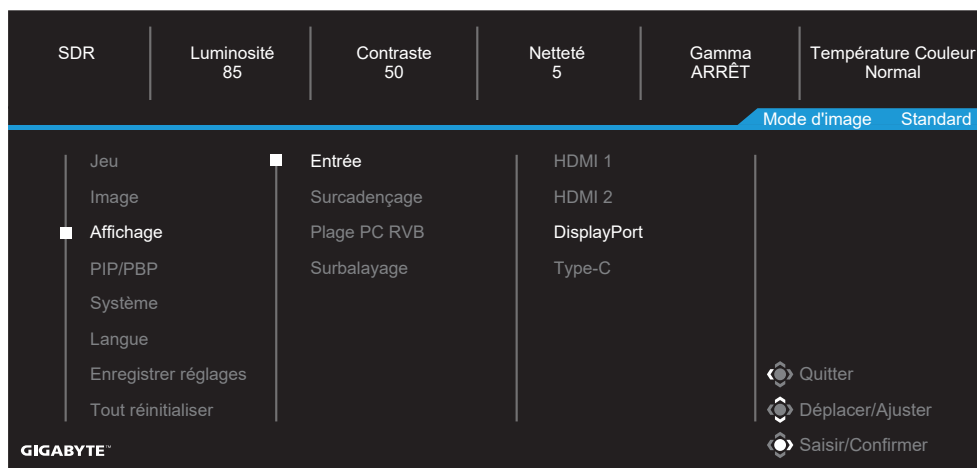 SDR
Luminosité
85
Contraste
50
Netteté
5
Gamma
ARRÊT
Température Couleur
Normal
Mode d'image Standard
Jeu
Image
Affichage
PIP/PBP
Système
Langue
Enregistrer réglages
Tout réinitialiser
Entrée
Surcadençage
Plage PC RVB
Surbalayage
HDMI 1
HDMI 2
DisplayPort
Type-C
Quitter
Déplacer/Ajuster
Saisir/Confirmer
GIGABYTE™